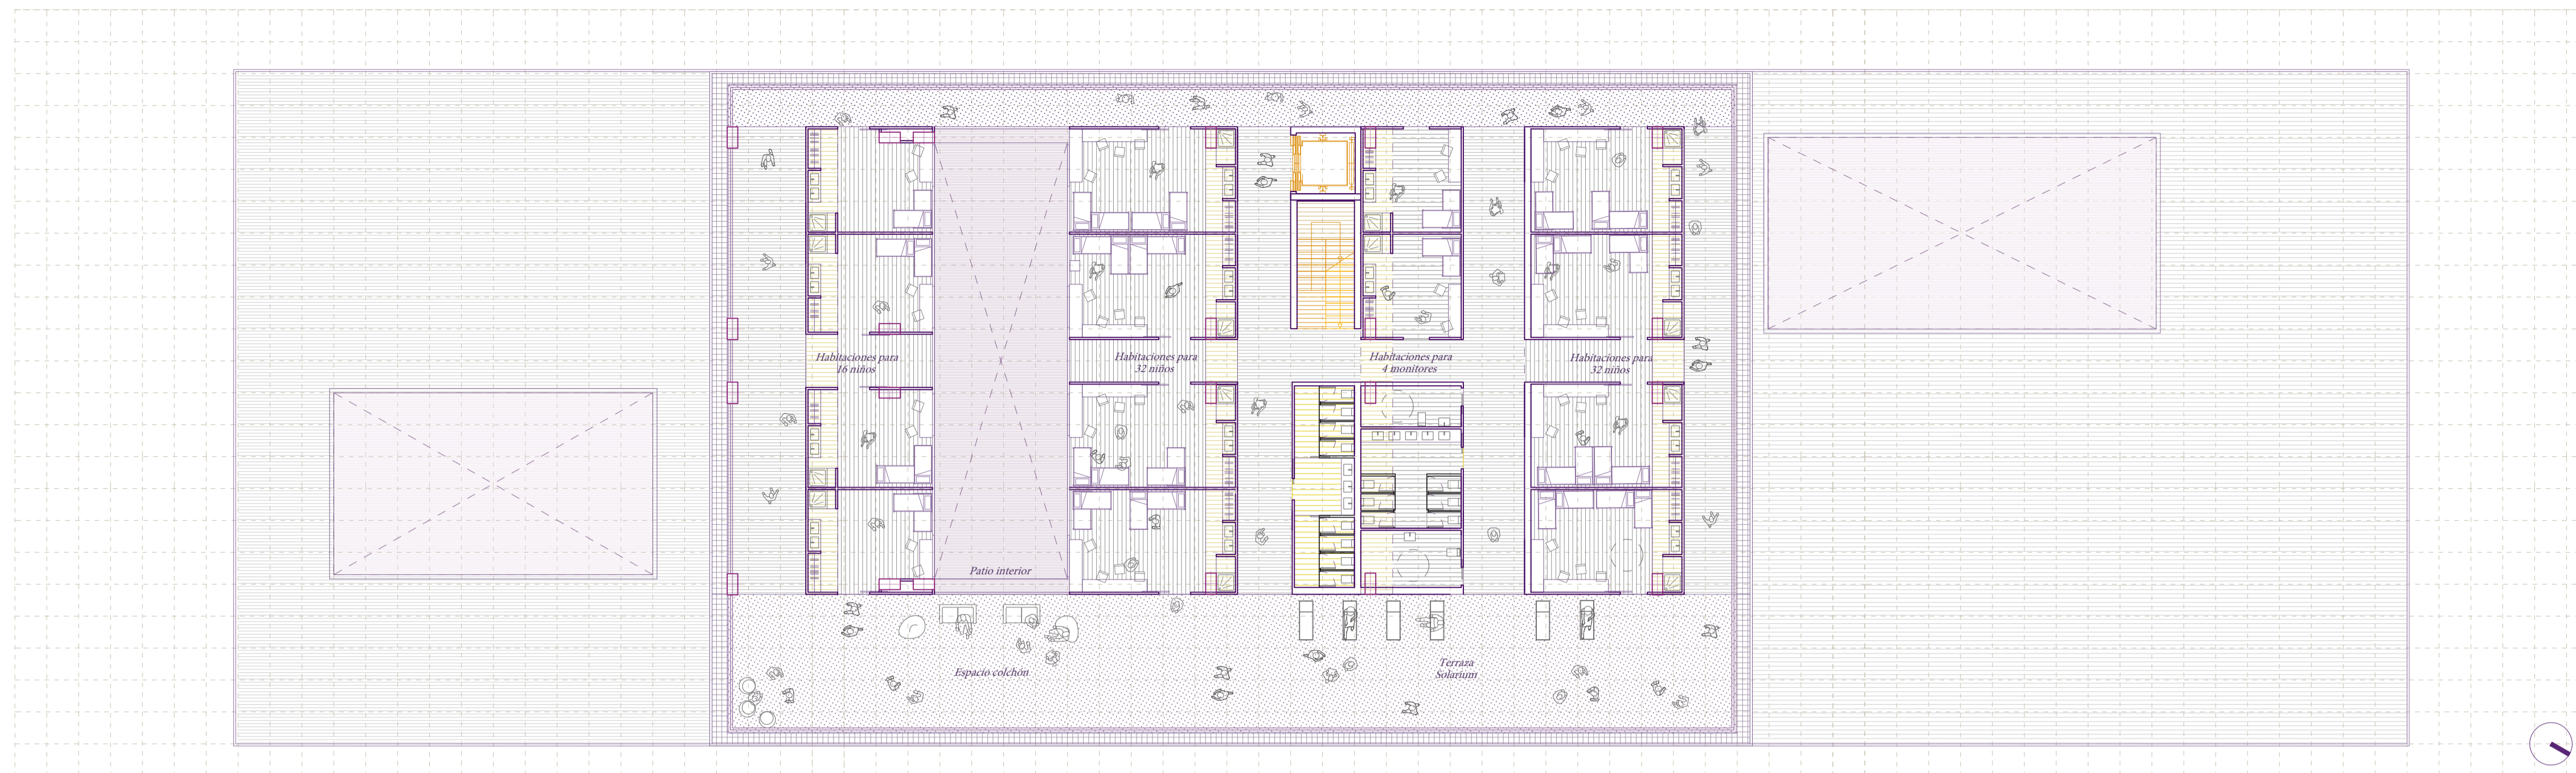 Habitaciones para
16 niños
Habitaciones para
32 niños
Habitaciones para
4 monitores
Habitaciones para
32 niños
Patio interior
Espacio colchón
Terraza
Solarium